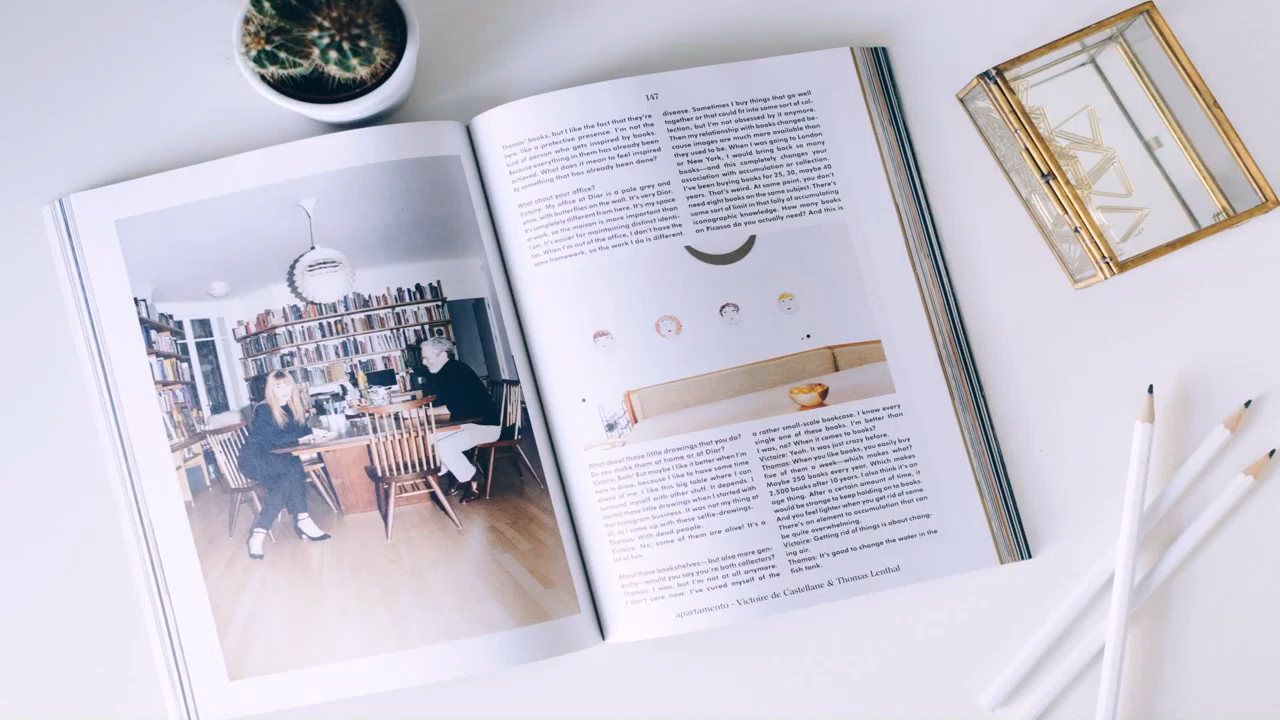 147
Thomas' books, but I like the fact that they're
here, like a protective presence. I'm not the
kind of person who gets inspired by books.
Because everything in them has already been
achieved. What does it mean to feel inspired
by something that has already been done?
What about your office?
Victoire: My office at Dior is a pale grey and
white, with butterflies on the wall. It's very Dior.
It's completely different from here. It's my space
at work, so the maison is more important than
I am. It's easier for maintaining distinct identi-
ties. When I'm out of the office, I don't have the
same framework, so the work I do is different.
What about those little drawings that you do?
Do you make them at home or at Dior?
Victoire: Both! But maybe I like it better when I'm
here to draw, because I like to have some time
ahead of me. I like this big table where I can
surround myself with other stuff. It depends. I
started those little drawings when I started with
that Instagram business. It was not my thing at
all, so I came up with these selfie-drawings.
Thomas: With dead people.
Victoire: No, some of them are alive! It's a
lot of fun.
About these bookshelves—but also more gen-
erally—would you say you're both collectors?
Thomas: I was, but I'm not at all anymore.
I don't care now. I've cured myself of the
disease. Sometimes I buy things that go well
together or that could fit into some sort of col-
lection, but I'm not obsessed by it anymore.
Then my relationship with books changed be-
cause images are much more available than
they used to be. When I was going to London
or New York, I would bring back so many
books—and this completely changes your
association with accumulation or collection.
I've been buying books for 25, 30, maybe 40
years. That's weird. At some point, you don't
need eight books on the same subject. There's
some sort of limit in that folly of accumulating
iconographic knowledge. How many books
on Picasso do you actually need? And this is
a rather small-scale bookcase. I know every
single one of these books. I'm better than
I was, no? When it comes to books?
Victoire: Yeah. It was just crazy before.
Thomas: When you like books, you easily buy
five of them a week—which makes what?
Maybe 250 books every year. Which makes
2,500 books after 10 years. I also think it's an
age thing. After a certain amount of time, it
would be strange to keep holding on to books.
And you feel lighter when you get rid of some.
There's an element to accumulation that can
be quite overwhelming.
Victoire: Getting rid of things is about chang-
ing air.
Thomas: It's good to change the water in the
fish tank.
apartamento - Victoire de Castellane & Thomas Lenthal